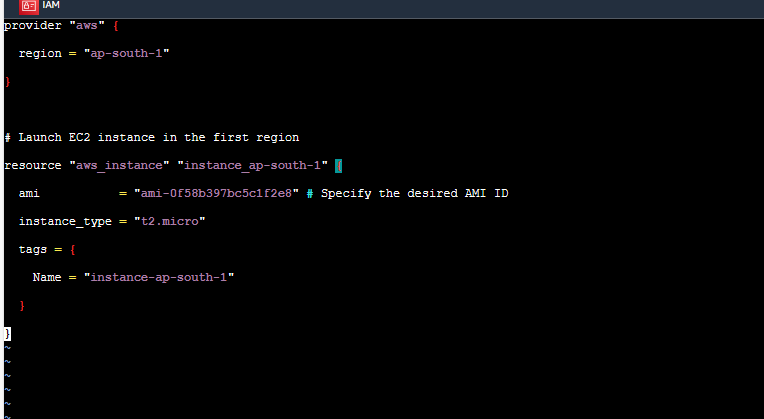 IAM
provider "aws" {
  region = "ap-south-1"
}
# Launch EC2 instance in the first region
resource "aws_instance" "instance_ap-south-1" {
  ami           = "ami-0f58b397bc5c1f2e8" # Specify the desired AMI ID
  instance_type = "t2.micro"
  tags = {
    Name = "instance-ap-south-1"
  }
}
~
~
~
~
~
~